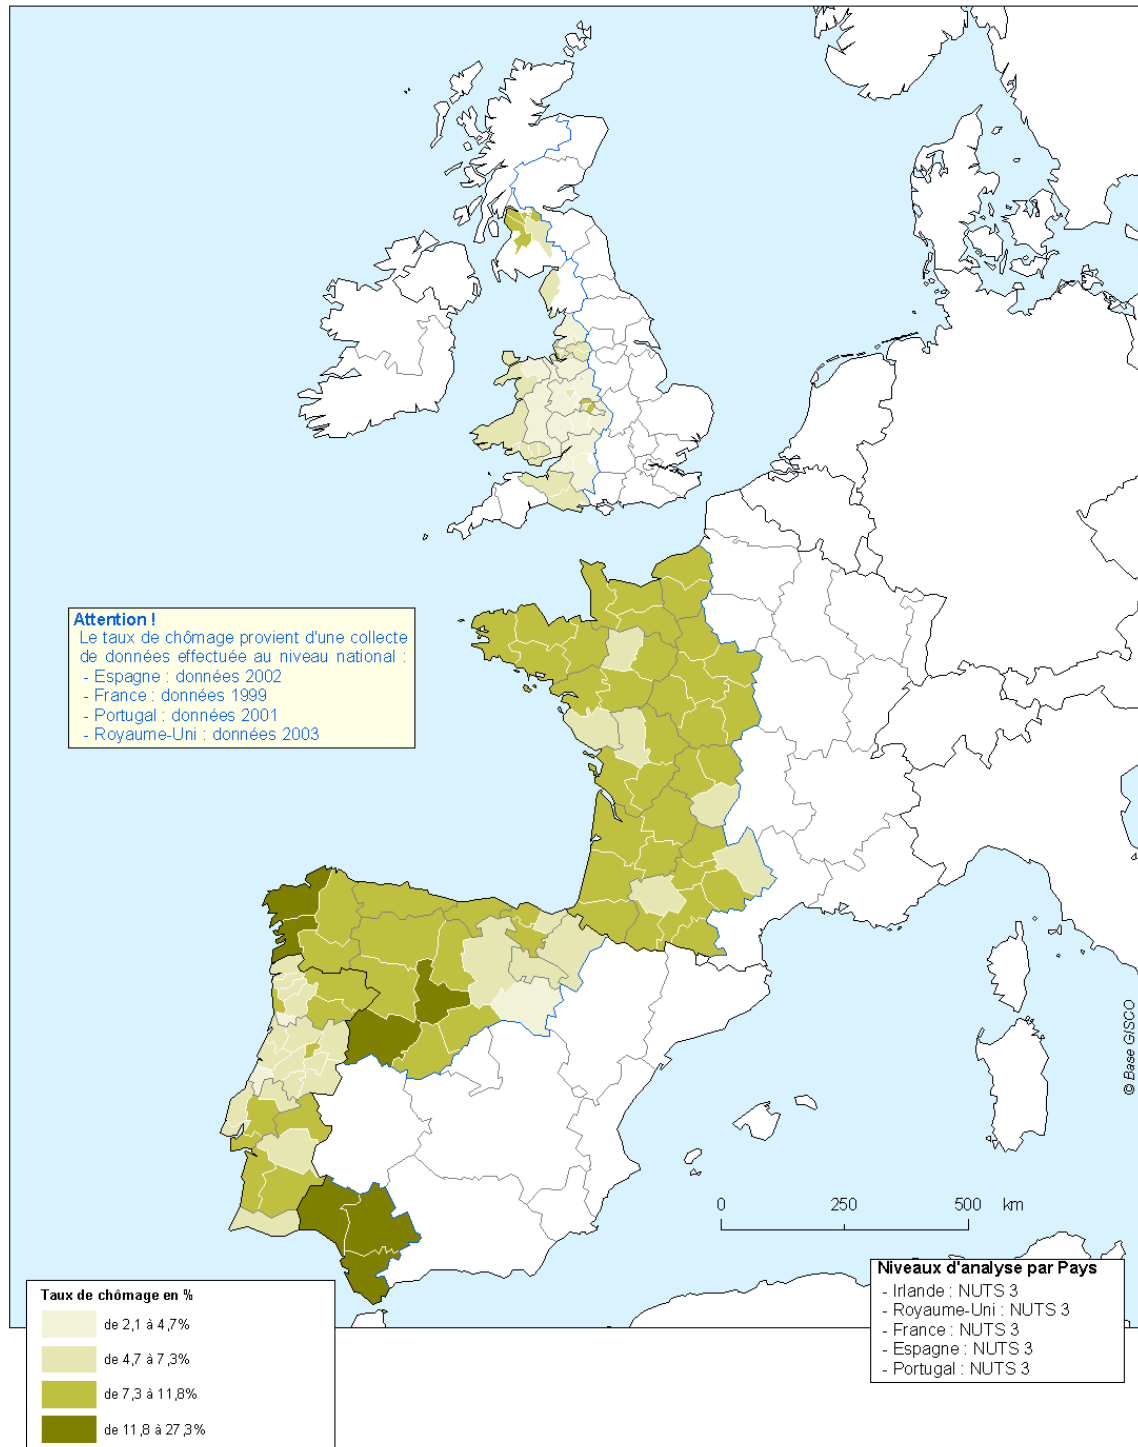 Attention !
Le taux de chômage provient d'une collecte
de données effectuée au niveau national :
- Espagne : données 2002
- France : données 1999
- Portugal : données 2001
- Royaume-Uni : données 2003
© Base GISCO
0 250 500 km
Niveaux d'analyse par Pays
- Irlande : NUTS 3
- Royaume-Uni : NUTS 3
- France : NUTS 3
- Espagne : NUTS 3
- Portugal : NUTS 3
Taux de chômage en %
de 2,1 à 4,7%
de 4,7 à 7,3%
de 7,3 à 11,8%
de 11,8 à 27,3%